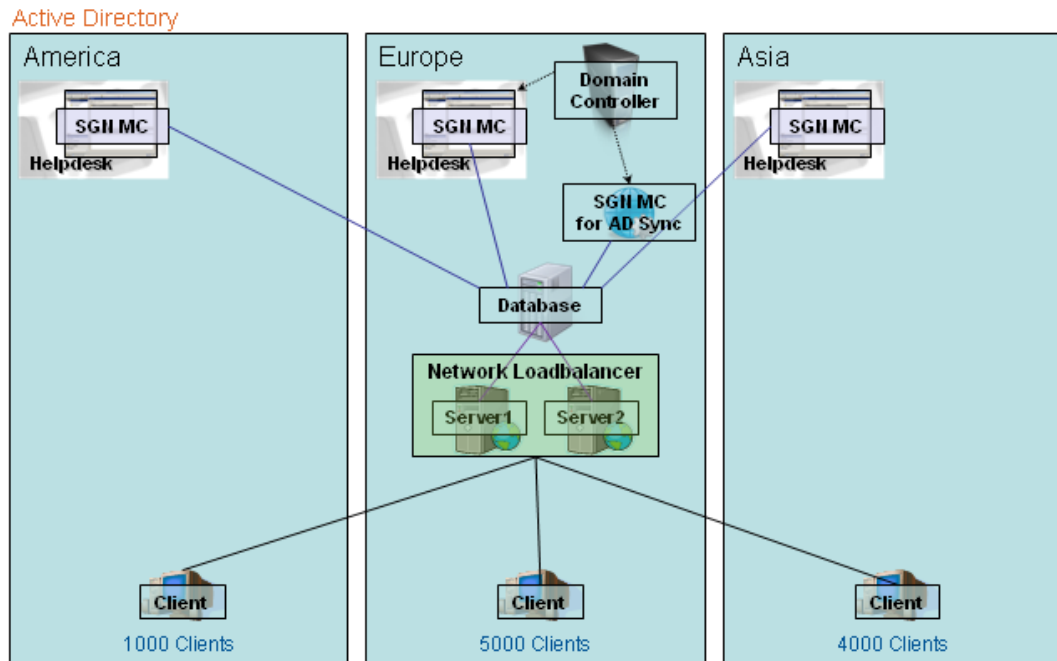 Active Directory
America
SGN MC
Helpdesk
Europe
SGN MC
Helpdesk
Domain
Controller
SGN MC
for AD Sync
Database
Network Loadbalancer
Server1
Server2
Asia
SGN MC
Helpdesk
Client
1000 Clients
Client
5000 Clients
Client
4000 Clients